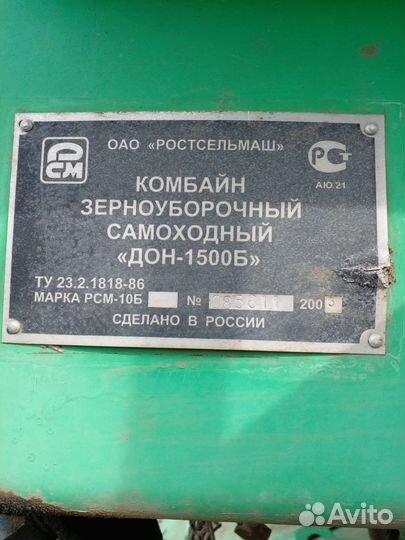 РСМ
ОАО «РОСТСЕЛЬМАШ»
РСТ
АЮ 21
КОМБАЙН
ЗЕРНОУБОРОЧНЫЙ
САМОХОДНЫЙ
«ДОН-1500Б»
ТУ 23.2.1818-86
МАРКА РСМ-10Б № 200
СДЕЛАНО В РОССИИ
Avito